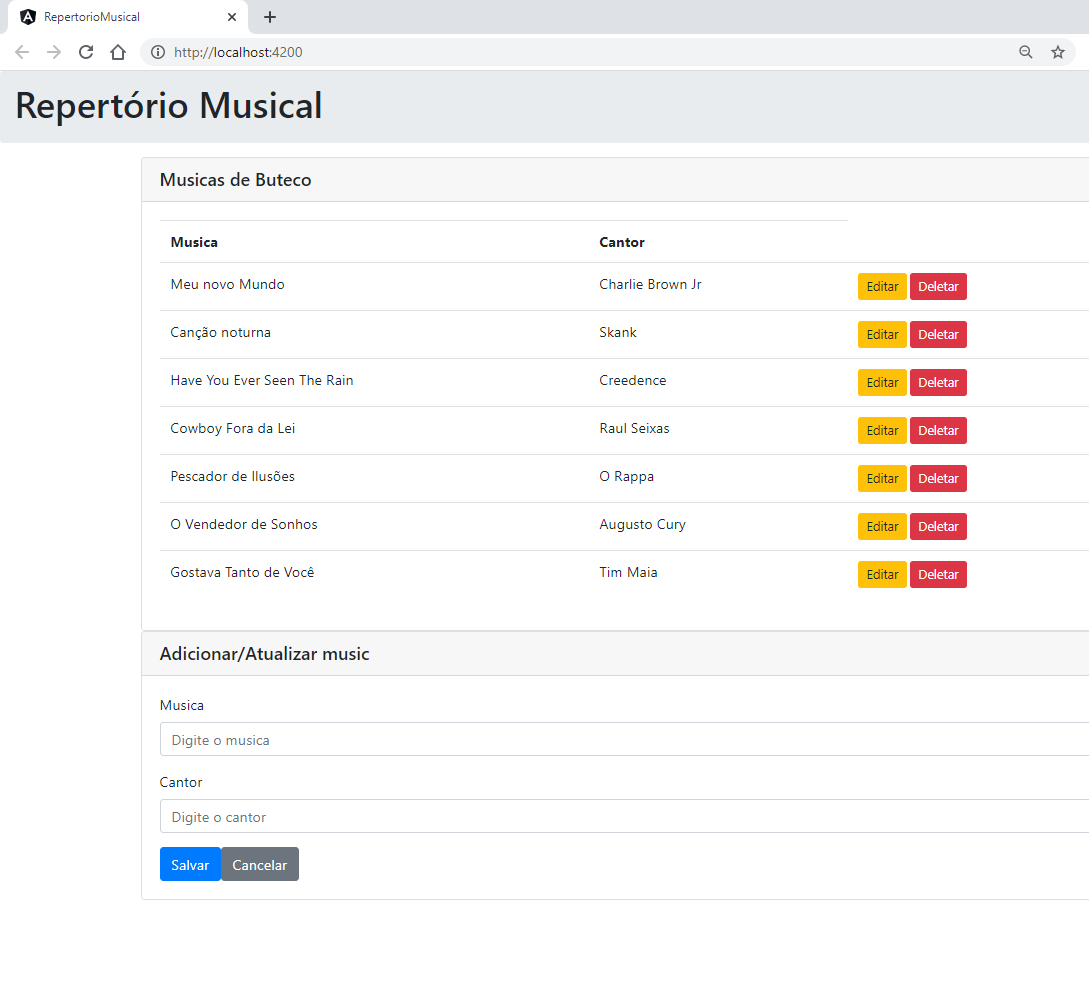 RepertorioMusical
http://localhost:4200
Repertório Musical
Musicas de Buteco
Musica Cantor
Meu novo Mundo Charlie Brown Jr Editar Deletar
Canção noturna Skank Editar Deletar
Have You Ever Seen The Rain Creedence Editar Deletar
Cowboy Fora da Lei Raul Seixas Editar Deletar
Pescador de Ilusões O Rappa Editar Deletar
O Vendedor de Sonhos Augusto Cury Editar Deletar
Gostava Tanto de Você Tim Maia Editar Deletar
Adicionar/Atualizar music
Musica
Digite o musica
Cantor
Digite o cantor
Salvar Cancelar